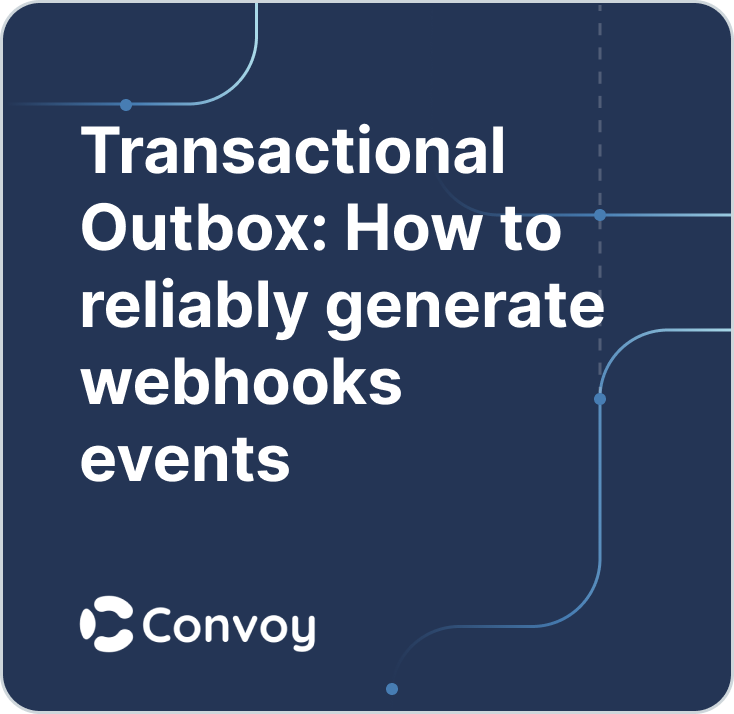 Transactional
Outbox: How to
reliably generate
webhooks
events
Convoy